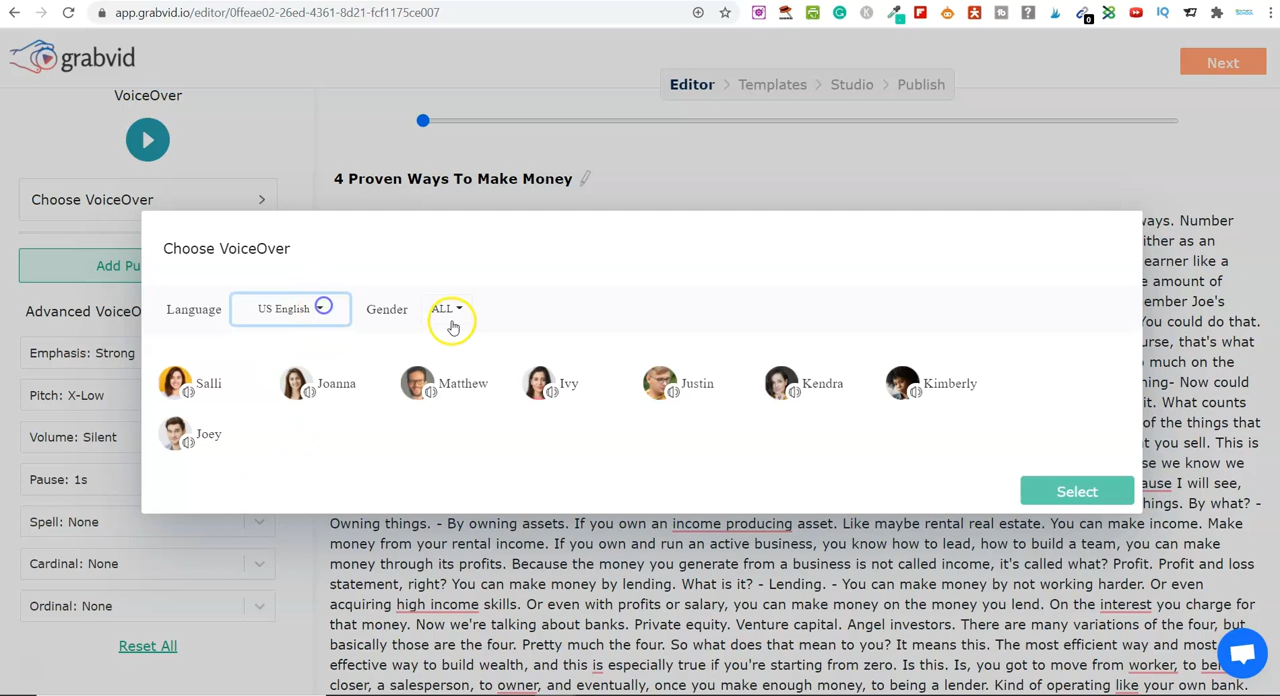 app.grabvid.io/editor/0ffeae02-26ed-4361-8d21-fcf1175ce007
grabvid
Editor > Templates > Studio > Publish
Next
VoiceOver
Choose VoiceOver >
Add Pu
Advanced VoiceO
Emphasis: Strong
Pitch: X-Low
Volume: Silent
Pause: 1s
Spell: None
Cardinal: None
Ordinal: None
Reset All
4 Proven Ways To Make Money
Choose VoiceOver
Language US English Gender ALL
Salli Joanna Matthew Ivy Justin Kendra Kimberly
Joey
Select
ways. Number
ither as an
earner like a
e amount of
ember Joe's
You could do that.
urse, that's what
much on the
hing- Now could
it. What counts
of the things that
t you sell. This is
se we know we
ause I will see,
hings. By what? -
Owning things. - By owning assets. If you own an income producing asset. Like maybe rental real estate. You can make income. Make
money from your rental income. If you own and run an active business, you know how to lead, how to build a team, you can make
money through its profits. Because the money you generate from a business is not called income, it's called what? Profit. Profit and loss
statement, right? You can make money by lending. What is it? - Lending. - You can make money by not working harder. Or even
acquiring high income skills. Or even with profits or salary, you can make money on the money you lend. On the interest you charge for
that money. Now we're talking about banks. Private equity. Venture capital. Angel investors. There are many variations of the four, but
basically those are the four. Pretty much the four. So what does that mean to you? It means this. The most efficient way and most
effective way to build wealth, and this is especially true if you're starting from zero. Is this. Is, you got to move from worker, to be
closer, a salesperson, to owner, and eventually, once you make enough money, to being a lender. Kind of operating like your own bank.